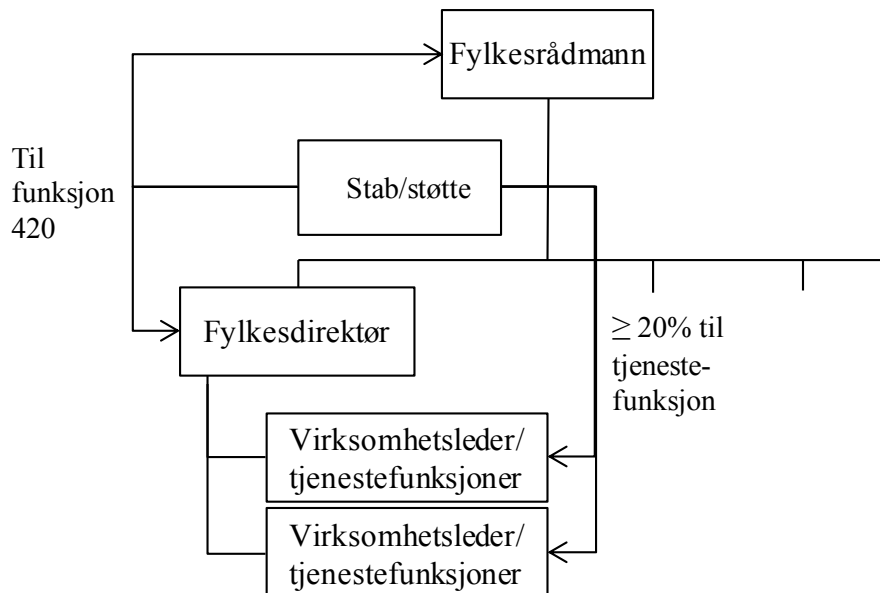 Fylkesrådmann
Til
funksjon
420
Stab/støtte
Fylkesdirektør
≥ 20% til
tjeneste-
funksjon
Virksomhetsleder/
tjenestefunksjoner
Virksomhetsleder/
tjenestefunksjoner